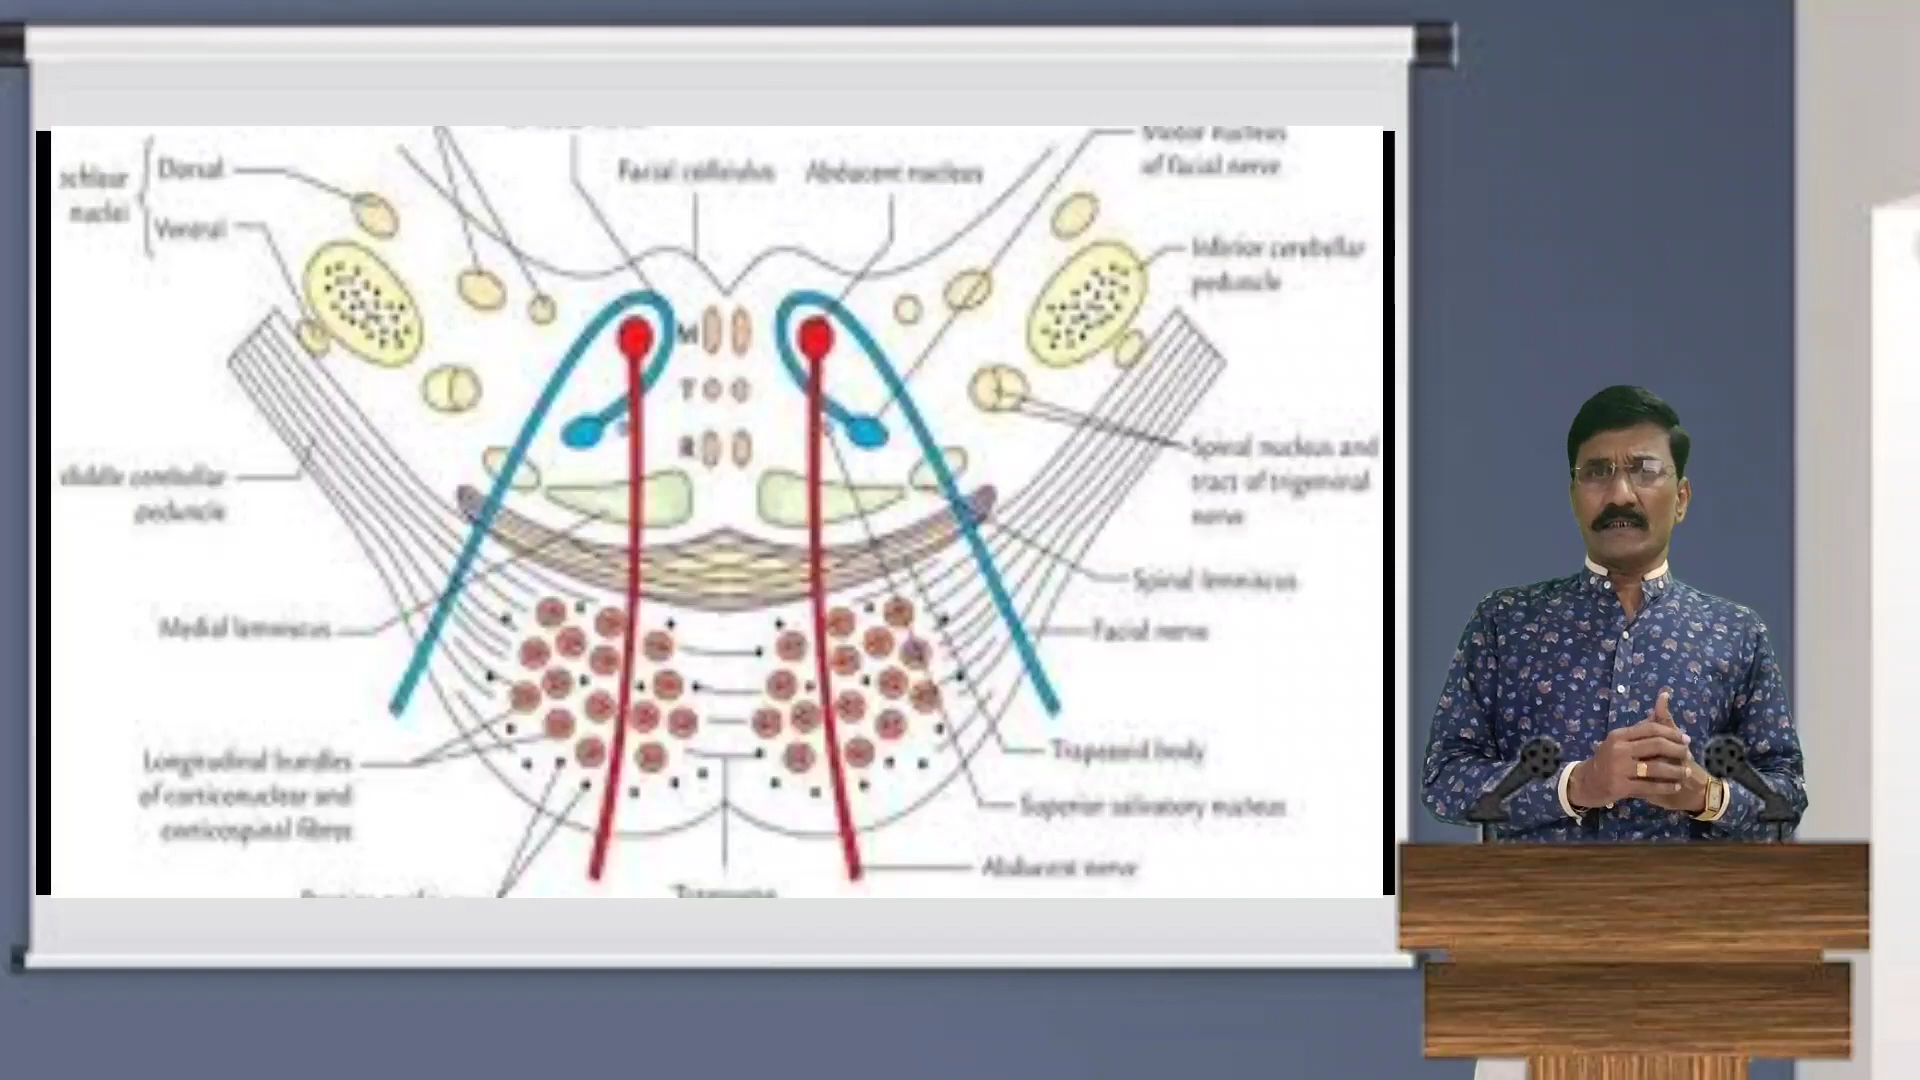 Dorsal
nuclei
Ventral
Facial colliculus
Abducent nucleus
of facial nerve
Inferior cerebellar
peduncle
M
T
R
Middle cerebellar
peduncle
Spinal nucleus and
tract of trigeminal
nerve
Spinal lemniscus
Medial lemniscus
Facial nerve
Longitudinal bundles
of corticonuclear and
corticospinal fibres
Trapezoid body
Superior salivatory nucleus
Abducent nerve